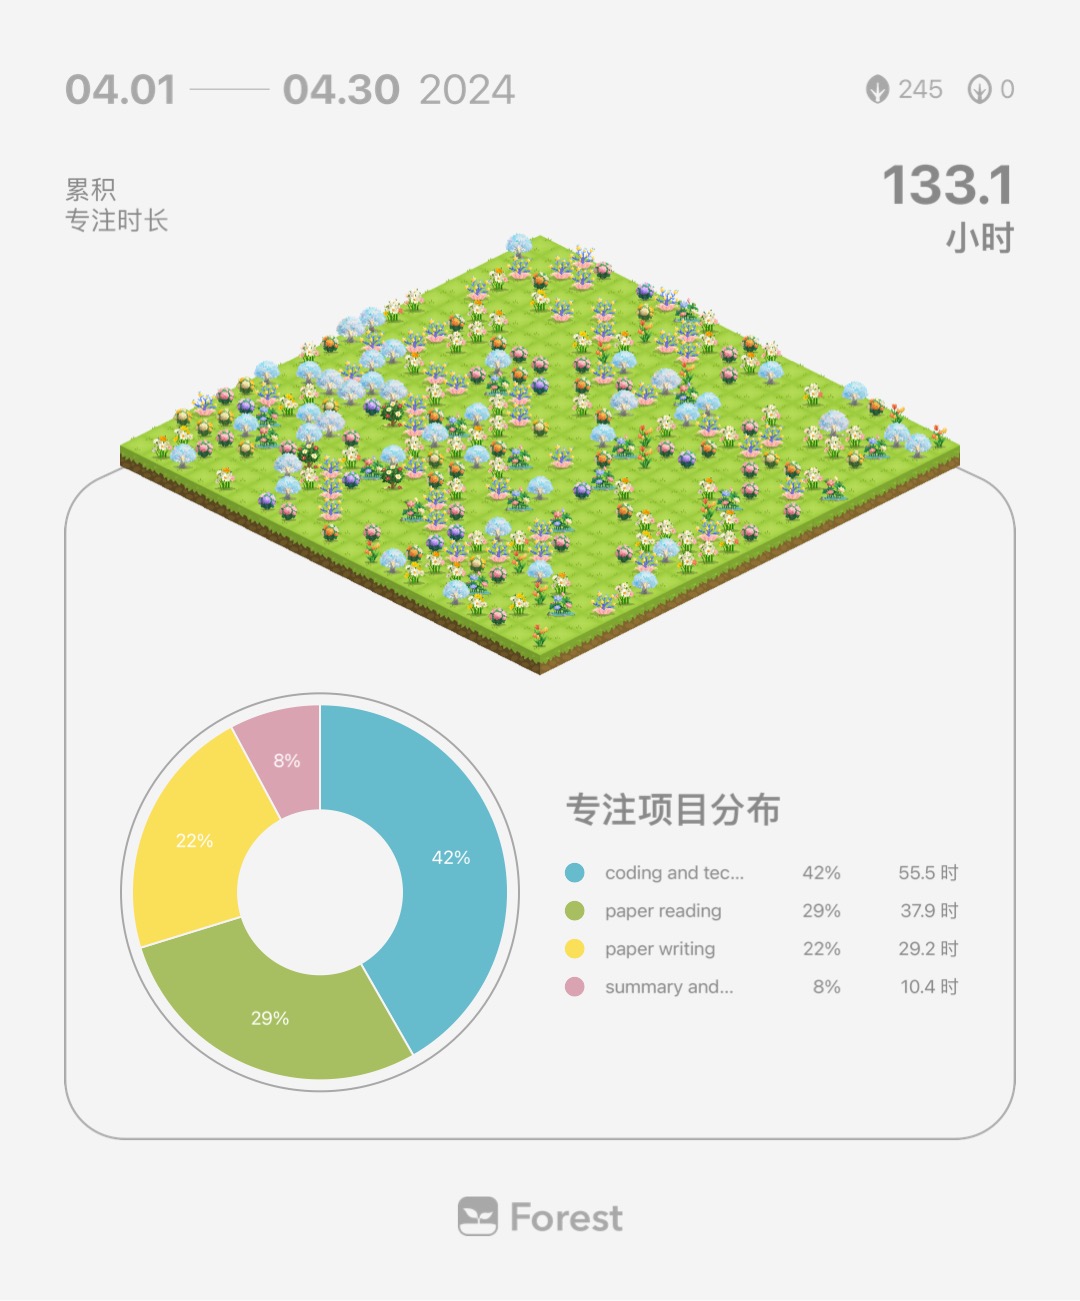 04.01 —— 04.30 2024 245 0
累积
专注时长
133.1
小时
42%
29%
22%
8%
专注项目分布
coding and tec... 42% 55.5 时
paper reading 29% 37.9 时
paper writing 22% 29.2 时
summary and... 8% 10.4 时
Forest